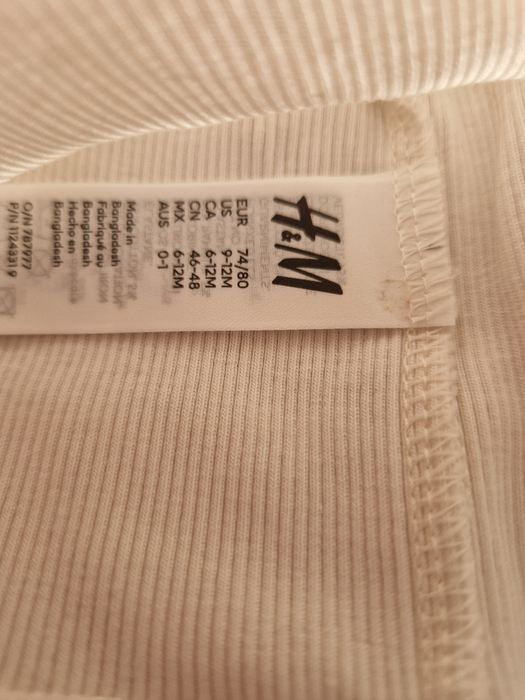 H&M
EUR 74/80
US 9-12M
CA 6-12M
CN 46-48
MX 6-12M
AUS 0-1
Made in
Bangladesh
Fabriqué au
Bangladesh
Hecho en
Bangladesh
O/N 787977
P/N 11243319